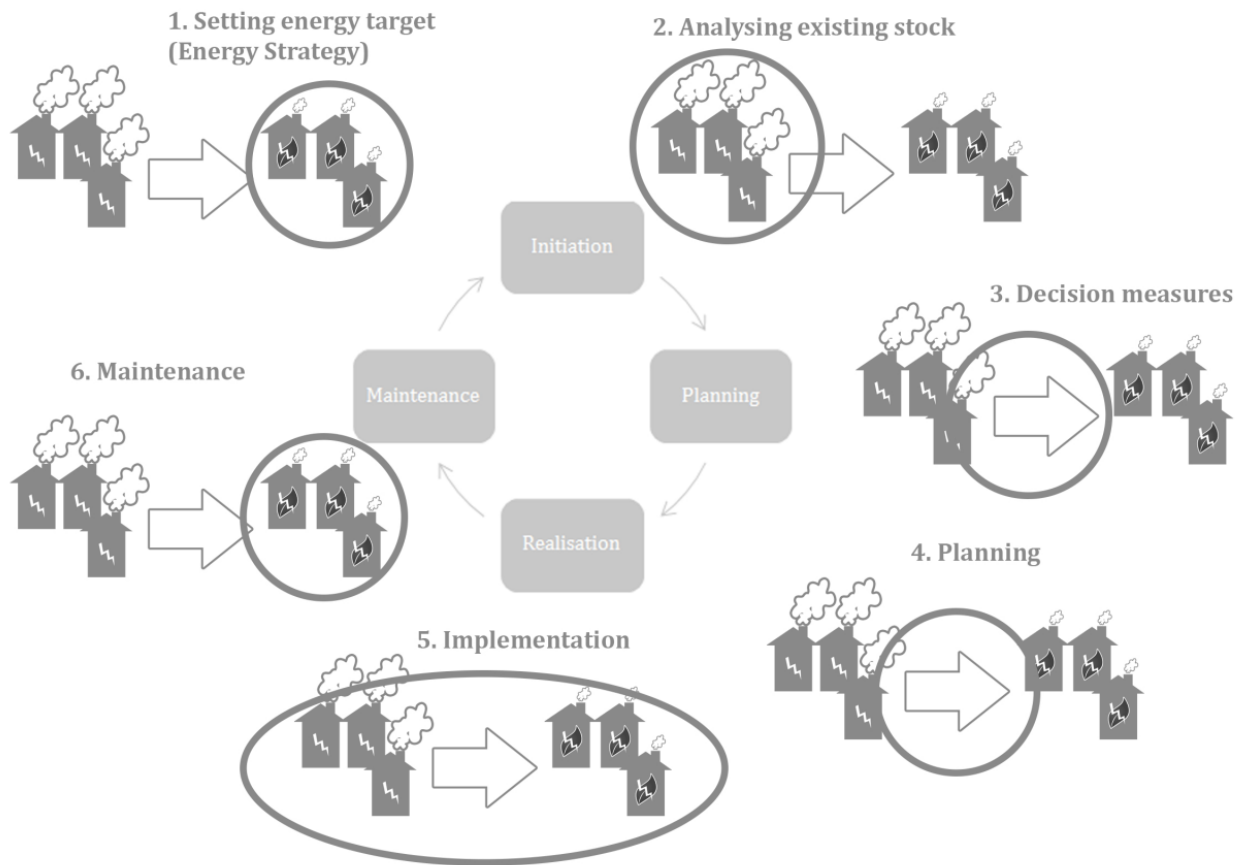 1. Setting energy target
(Energy Strategy)
2. Analysing existing stock
Initiation
3. Decision measures
6. Maintenance
Maintenance
Planning
Realisation
4. Planning
5. Implementation